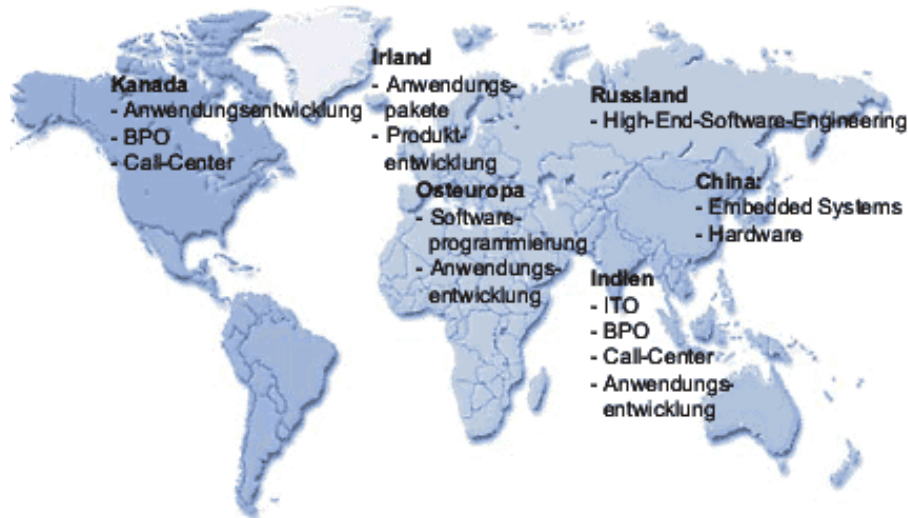 Kanada
- Anwendungsentwicklung
- BPO
- Call-Center
Irland
- Anwendungs-
pakete
- Produkt-
entwicklung
Osteuropa
- Software-
programmierung
- Anwendungs-
entwicklung
Russland
- High-End-Software-Engineering
China:
- Embedded Systems
- Hardware
Indien
- ITO
- BPO
- Call-Center
- Anwendungs-
entwicklung